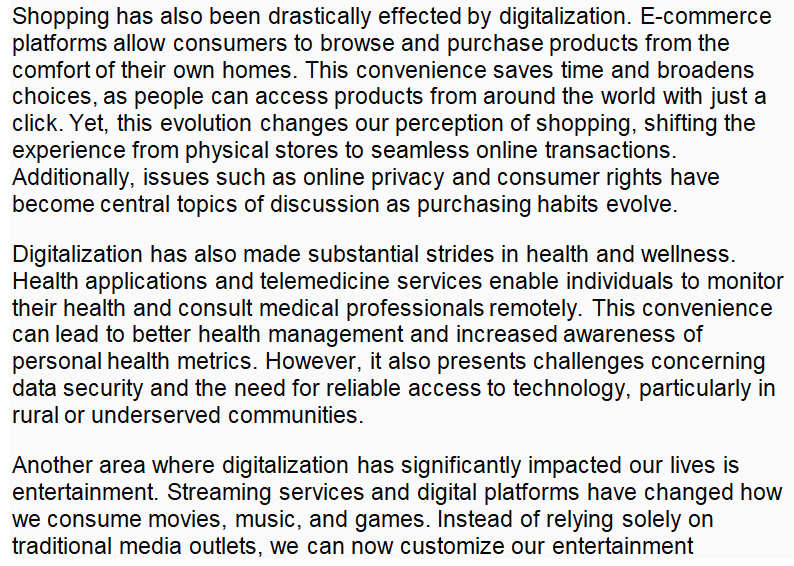 Shopping has also been drastically effected by digitalization. E-commerce
platforms allow consumers to browse and purchase products from the
comfort of their own homes. This convenience saves time and broadens
choices, as people can access products from around the world with just a
click. Yet, this evolution changes our perception of shopping, shifting the
experience from physical stores to seamless online transactions.
Additionally, issues such as online privacy and consumer rights have
become central topics of discussion as purchasing habits evolve.
Digitalization has also made substantial strides in health and wellness.
Health applications and telemedicine services enable individuals to monitor
their health and consult medical professionals remotely. This convenience
can lead to better health management and increased awareness of
personal health metrics. However, it also presents challenges concerning
data security and the need for reliable access to technology, particularly in
rural or underserved communities.
Another area where digitalization has significantly impacted our lives is
entertainment. Streaming services and digital platforms have changed how
we consume movies, music, and games. Instead of relying solely on
traditional media outlets, we can now customize our entertainment